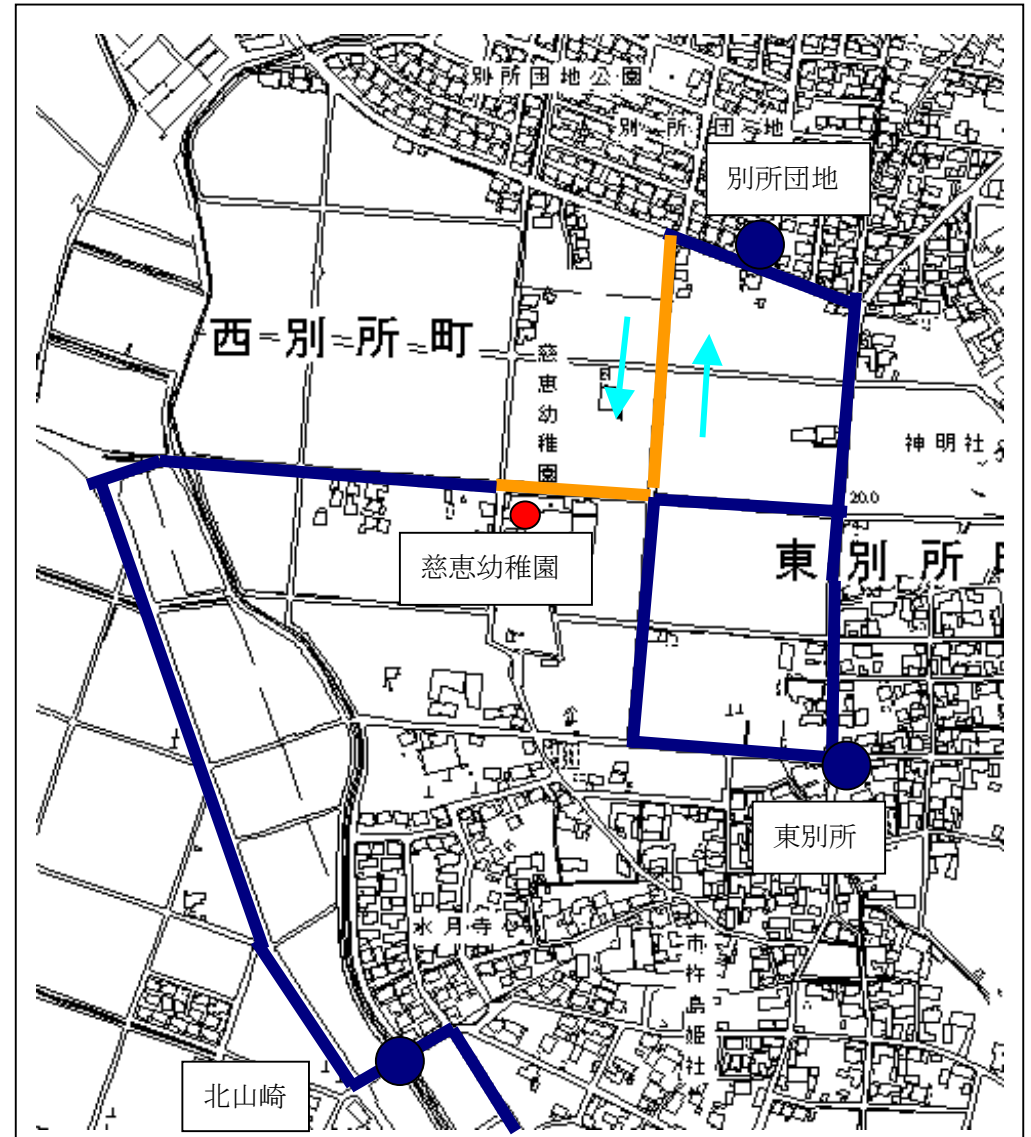 別所団地公園
別所団地
別所団地
西別所町
慈恵幼稚園
神明社
20.0
慈恵幼稚園
東別所
東別所
水月寺
市杵島姫社
北山崎